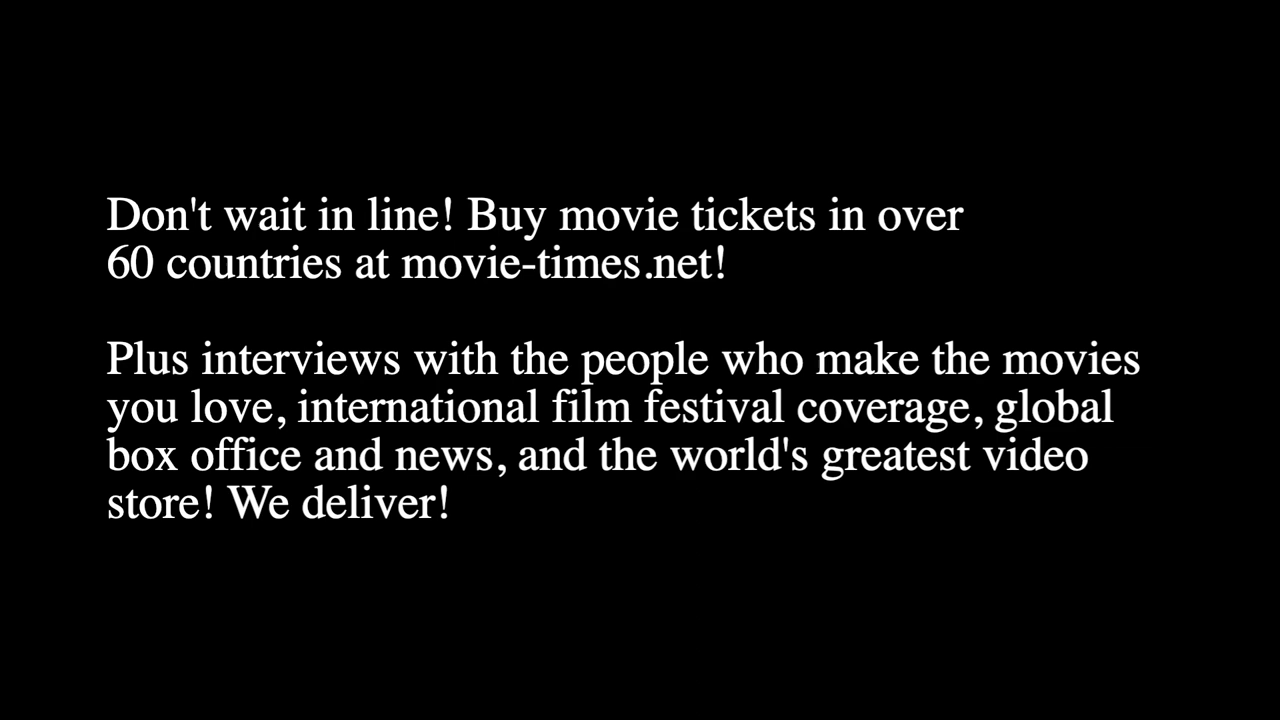 Don't wait in line! Buy movie tickets in over
60 countries at movie-times.net!
Plus interviews with the people who make the movies
you love, international film festival coverage, global
box office and news, and the world's greatest video
store! We deliver!